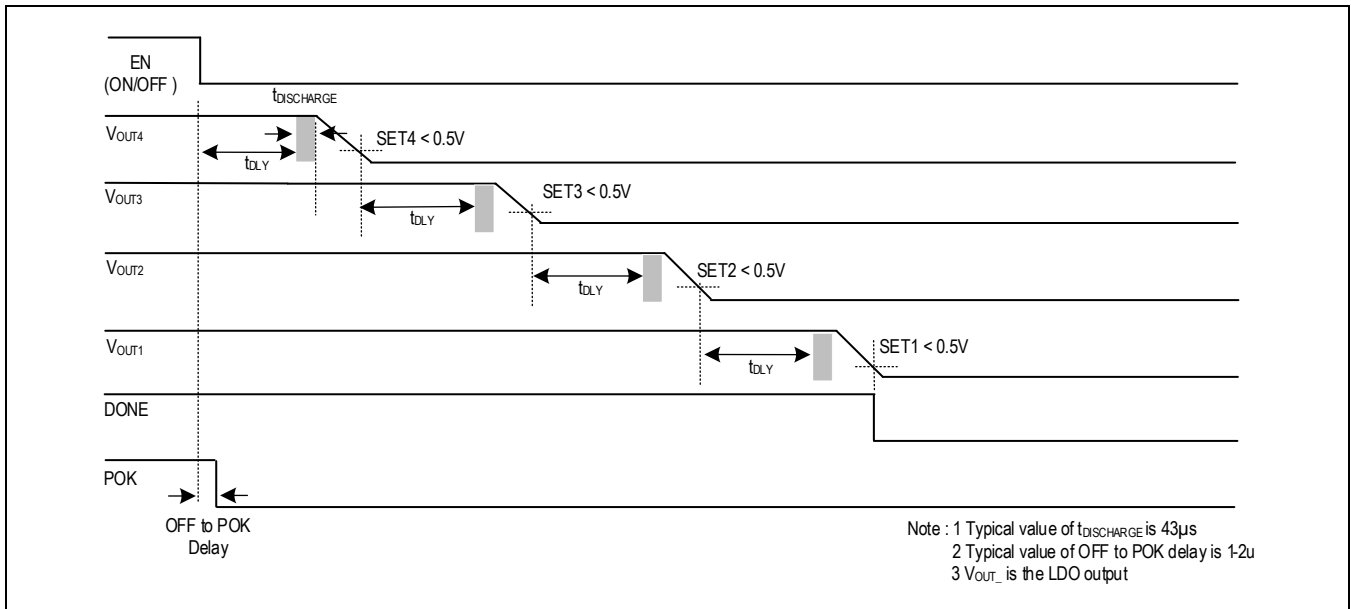 EN
(ON/OFF )
tDISCHARGE
VOUT4
SET4 < 0.5V
tDLY
VOUT3
SET3 < 0.5V
tDLY
VOUT2
SET2 < 0.5V
tDLY
VOUT1
SET1 < 0.5V
tDLY
DONE
POK
OFF to POK
Delay
Note : 1 Typical value of tDISCHARGE is 43µs
2 Typical value of OFF to POK delay is 1-2u
3 VOUT_ is the LDO output